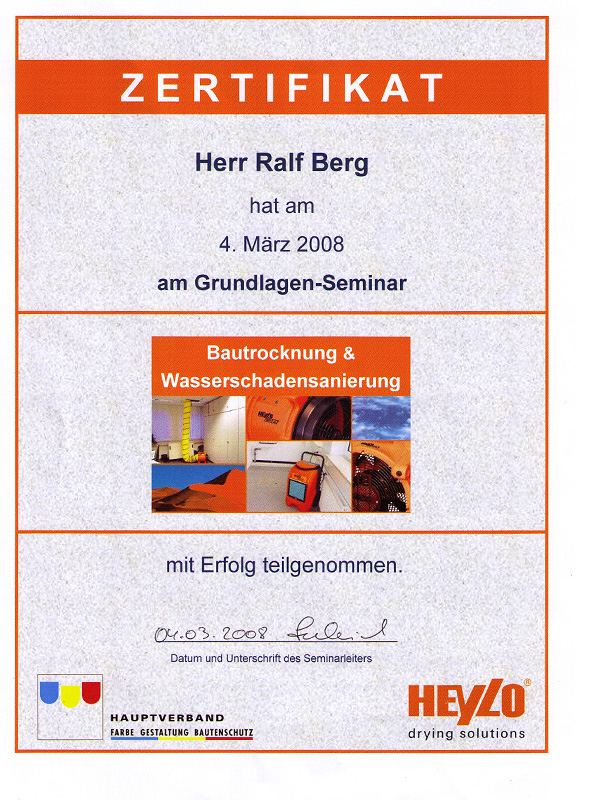 ZERTIFIKAT
Herr Ralf Berg
hat am
4. März 2008
am Grundlagen-Seminar
Bautrocknung &
Wasserschadensanierung
HEYLO
mit Erfolg teilgenommen.
04.03.2008
Datum und Unterschrift des Seminarleiters
HAUPTVERBAND
FARBE GESTALTUNG BAUTENSCHUTZ
HEYLO®
drying solutions